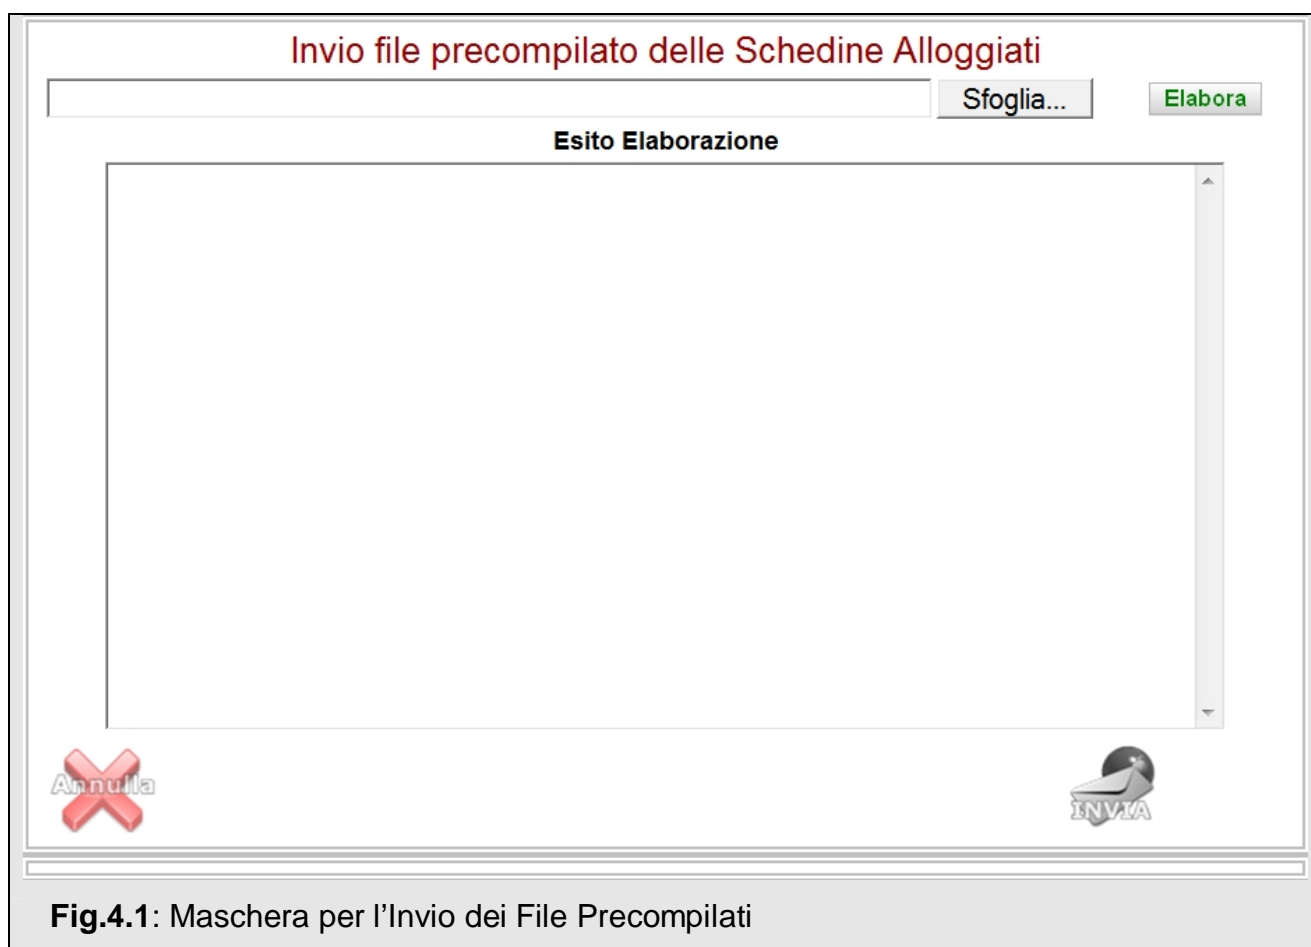 Invio file precompilato delle Schedine Alloggiati
Sfoglia... Elabora
Esito Elaborazione
Annulla INVIA
Fig.4.1: Maschera per l’Invio dei File Precompilati